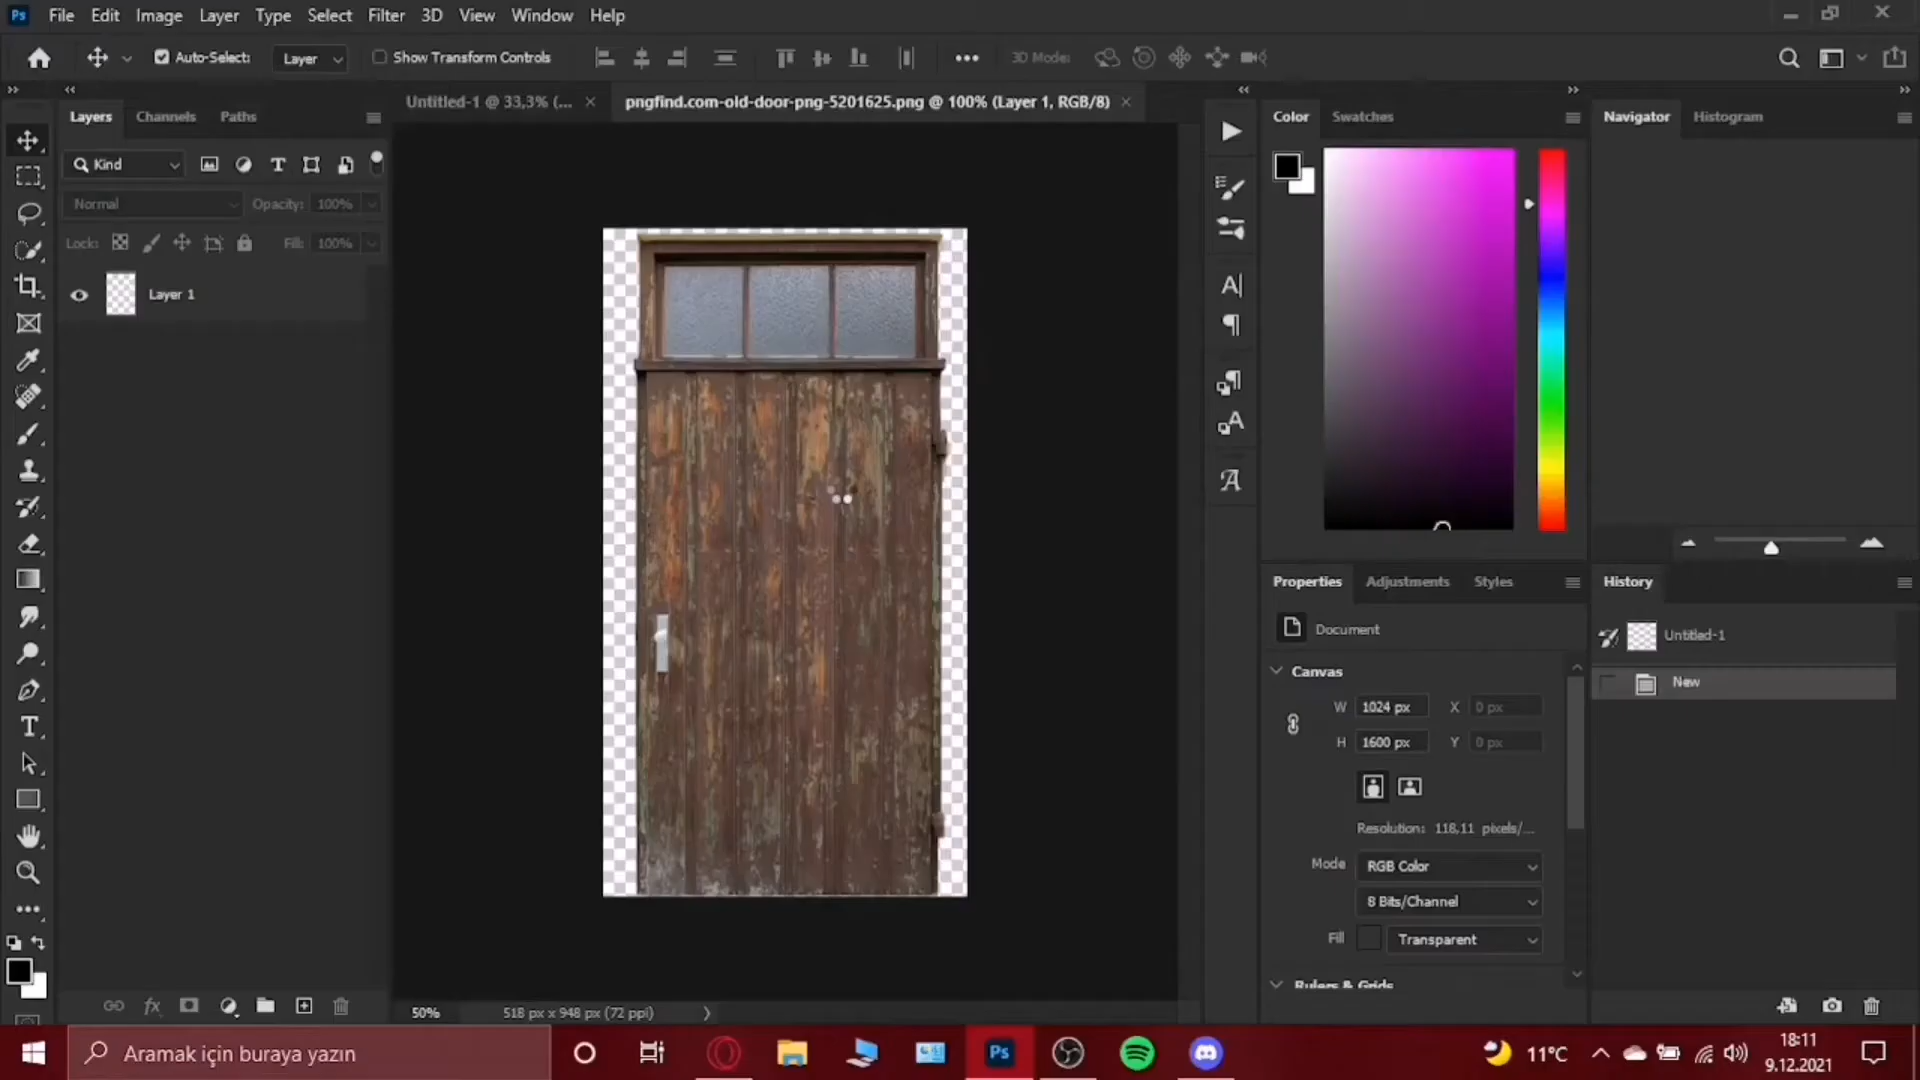 Ps File Edit Image Layer Type Select Filter 3D View Window Help
Auto-Select: Layer Show Transform Controls 3D Mode:
Untitled-1 @ 33,3% (... × pngfind.com-old-door-png-5201625.png @ 100% (Layer 1, RGB/8) ×
Layers Channels Paths
Kind
Normal Opacity: 100%
Lock: Fill: 100%
Layer 1
Color Swatches
Navigator Histogram
Properties Adjustments Styles
Document
Canvas
W 1024 px X 0 px
H 1600 px Y 0 px
Resolution: 118,11 pixels/...
Mode RGB Color
8 Bits/Channel
Fill Transparent
Rulers & Grids
History
Untitled-1
New
50% 518 px x 948 px (72 ppi)
Aramak için buraya yazın
Ps
11°C
18:11
9.12.2021